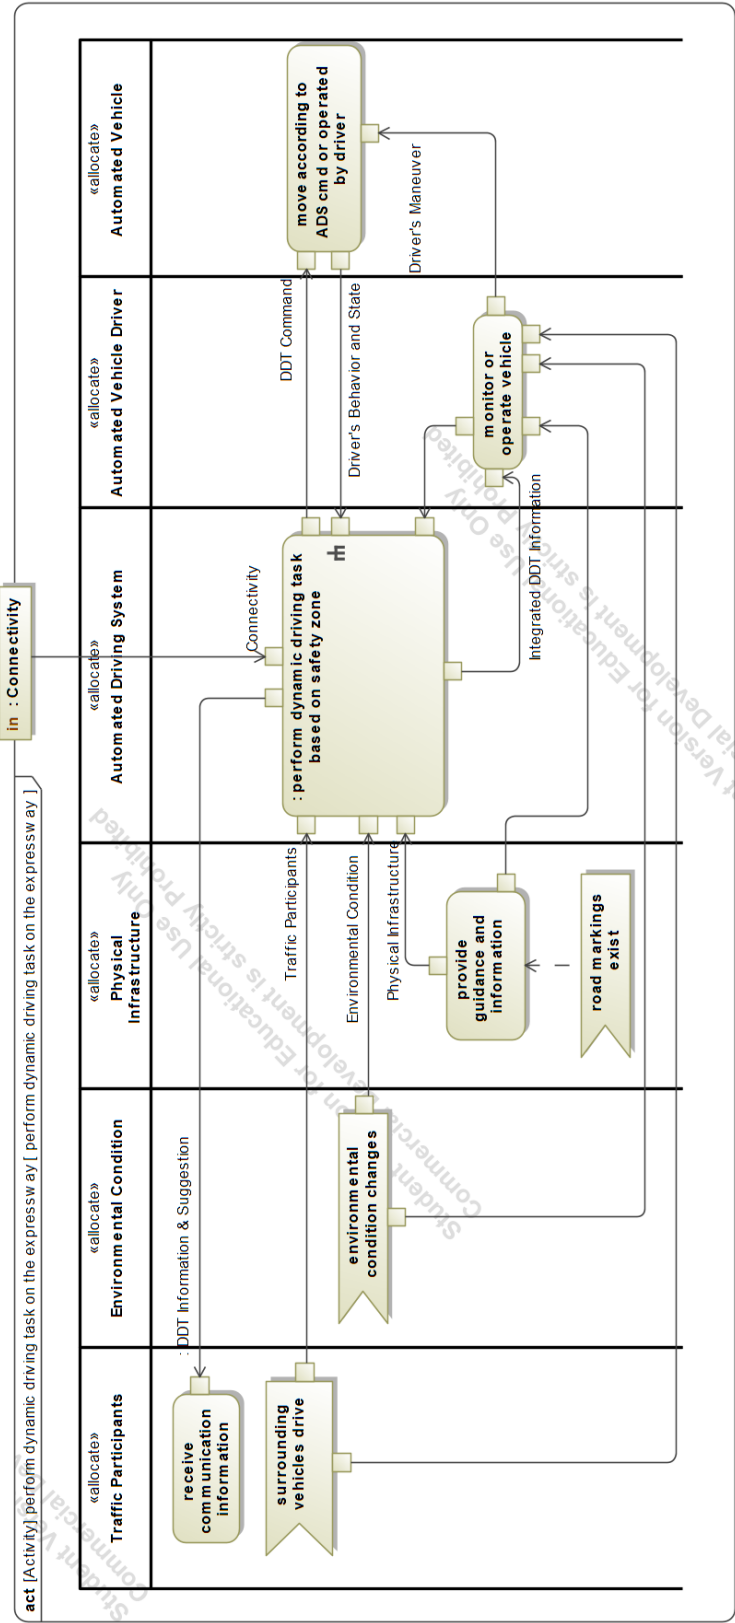 act [Activity] perform dynamic driving task on the expressway [ perform dynamic driving task on the expressway ]
in : Connectivity
«allocate»
Traffic Participants
«allocate»
Environmental Condition
«allocate»
Physical
Infrastructure
«allocate»
Automated Driving System
«allocate»
Automated Vehicle Driver
«allocate»
Automated Vehicle
receive
communication
information
: DDT Information & Suggestion
Connectivity
surrounding
vehicles drive
Traffic Participants
environmental
condition changes
Environmental Condition
Physical Infrastructure
provide
guidance and
information
road markings
exist
: perform dynamic driving task
based on safety zone
DDT Command
Driver's Behavior and State
Integrated DDT Information
monitor or
operate vehicle
Driver's Maneuver
move according to
ADS cmd or operated
by driver
Student
Commercial Development is strictly Prohibited